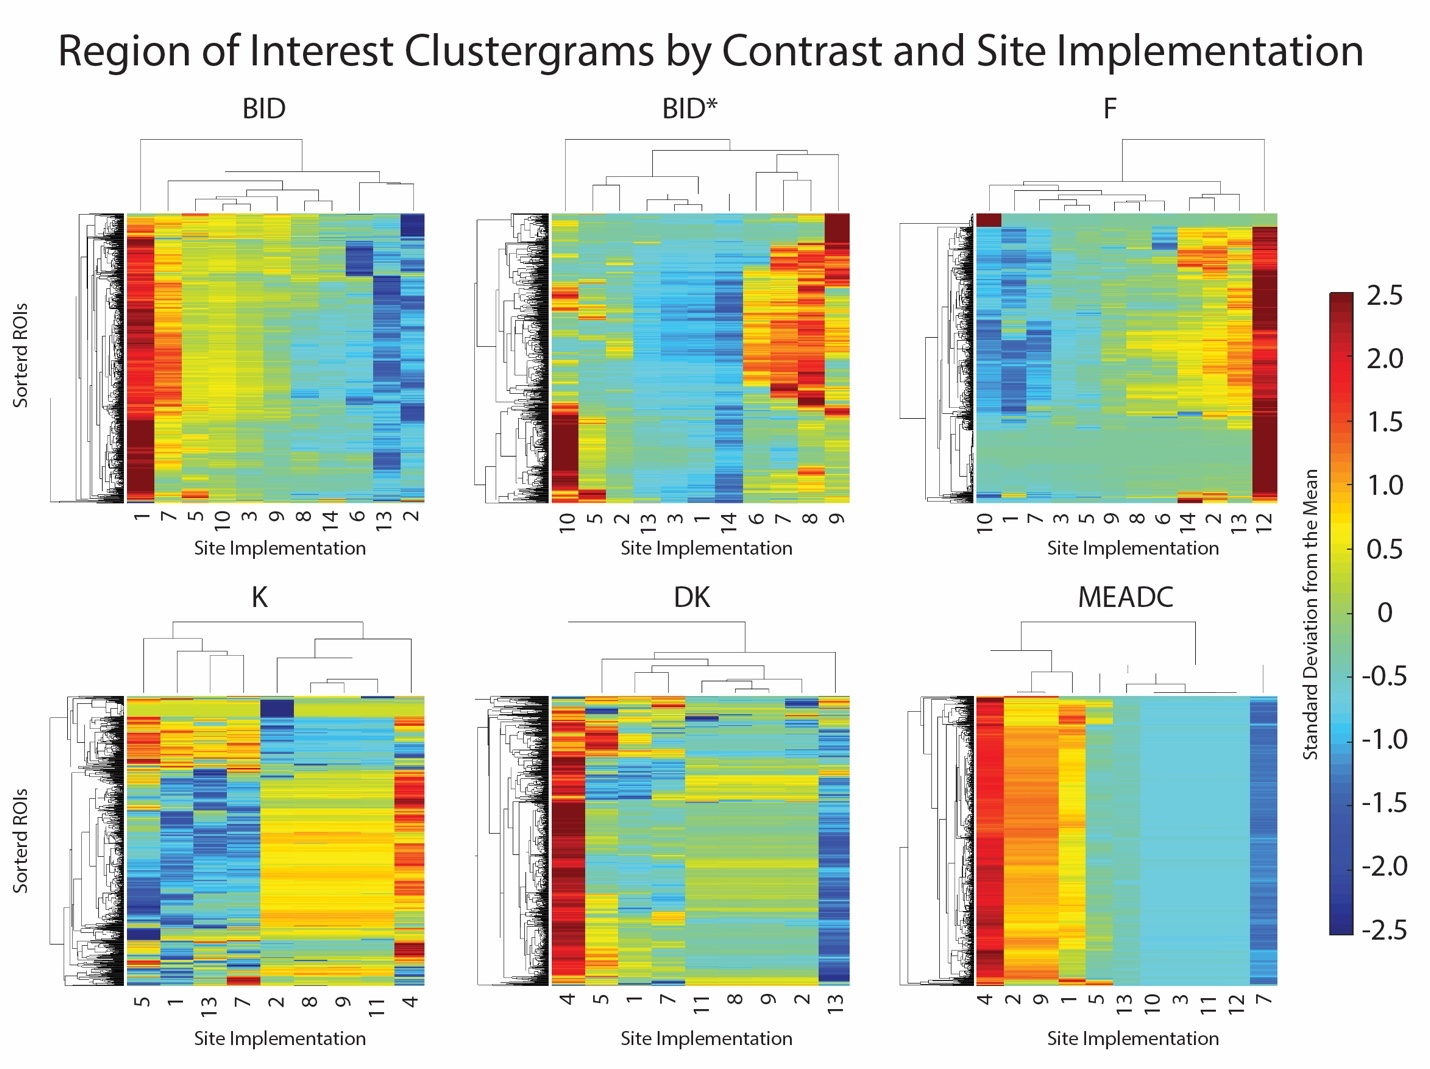 Region of Interest Clustergrams by Contrast and Site Implementation
BID
BID*
F
Sorterd ROIs
1 7 5 10 3 9 8 14 6 13 2
Site Implementation
10 5 2 13 3 1 14 6 7 8 9
Site Implementation
10 1 7 3 5 9 8 6 14 2 13 12
Site Implementation
K
DK
MEADC
Sorterd ROIs
5 1 13 7 2 8 9 11 4
Site Implementation
4 5 1 7 11 8 9 2 13
Site Implementation
4 2 9 1 5 13 10 3 11 12 7
Site Implementation
Standard Deviation from the Mean
2.5
2.0
1.5
1.0
0.5
0
-0.5
-1.0
-1.5
-2.0
-2.5